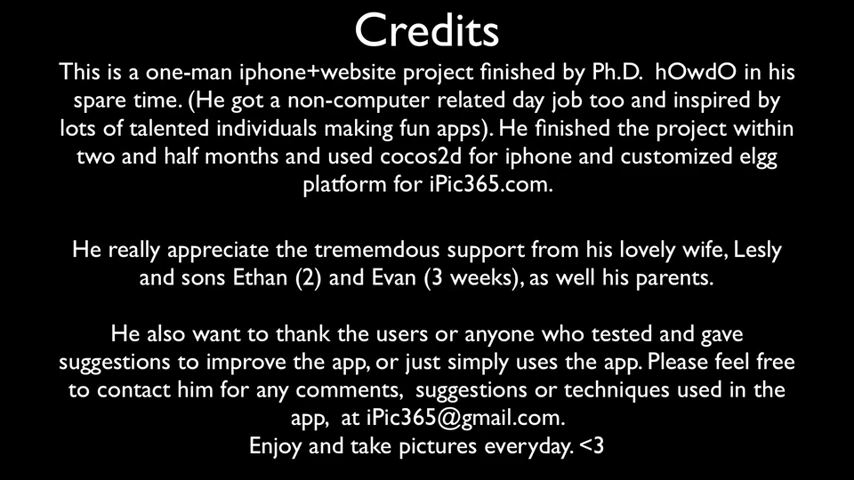 Credits
This is a one-man iphone+website project finished by Ph.D.  hOwdO in his
spare time. (He got a non-computer related day job too and inspired by
lots of talented individuals making fun apps). He finished the project within
two and half months and used cocos2d for iphone and customized elgg
platform for iPic365.com.
He really appreciate the trememdous support from his lovely wife, Lesly
and sons Ethan (2) and Evan (3 weeks), as well his parents.
He also want to thank the users or anyone who tested and gave
suggestions to improve the app, or just simply uses the app. Please feel free
to contact him for any comments,  suggestions or techniques used in the
app,  at iPic365@gmail.com.
Enjoy and take pictures everyday. <3